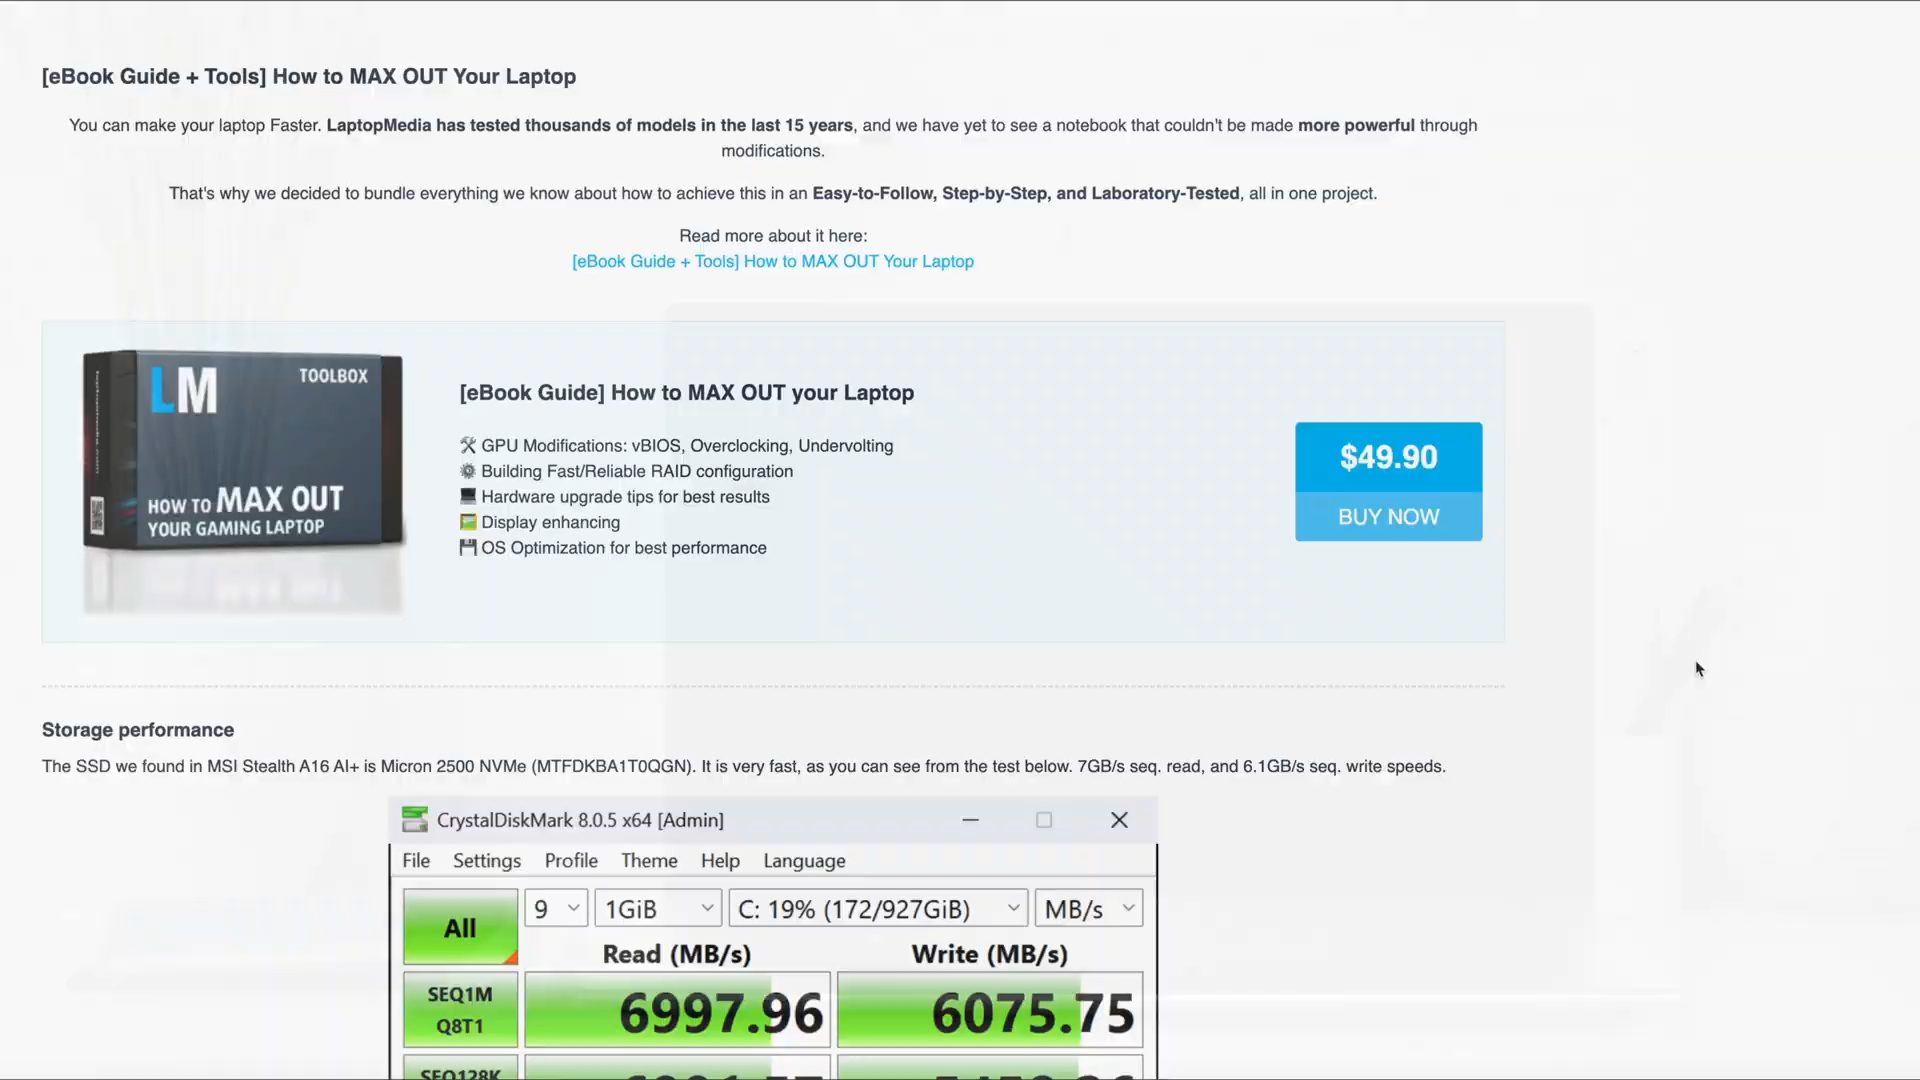 [eBook Guide + Tools] How to MAX OUT Your Laptop
You can make your laptop Faster. LaptopMedia has tested thousands of models in the last 15 years, and we have yet to see a notebook that couldn't be made more powerful through
modifications.
That's why we decided to bundle everything we know about how to achieve this in an Easy-to-Follow, Step-by-Step, and Laboratory-Tested, all in one project.
Read more about it here:
[eBook Guide + Tools] How to MAX OUT Your Laptop
LM
TOOLBOX
HOW TO MAX OUT
YOUR GAMING LAPTOP
[eBook Guide] How to MAX OUT your Laptop
GPU Modifications: vBIOS, Overclocking, Undervolting
Building Fast/Reliable RAID configuration
Hardware upgrade tips for best results
Display enhancing
OS Optimization for best performance
$49.90
BUY NOW
Storage performance
The SSD we found in MSI Stealth A16 AI+ is Micron 2500 NVMe (MTFDKBA1T0QGN). It is very fast, as you can see from the test below. 7GB/s seq. read, and 6.1GB/s seq. write speeds.
CrystalDiskMark 8.0.5 x64 [Admin]
File Settings Profile Theme Help Language
All 9 1GiB C: 19% (172/927GiB) MB/s
Read (MB/s) Write (MB/s)
SEQ1M
Q8T1
6997.96 6075.75
SEQ128K